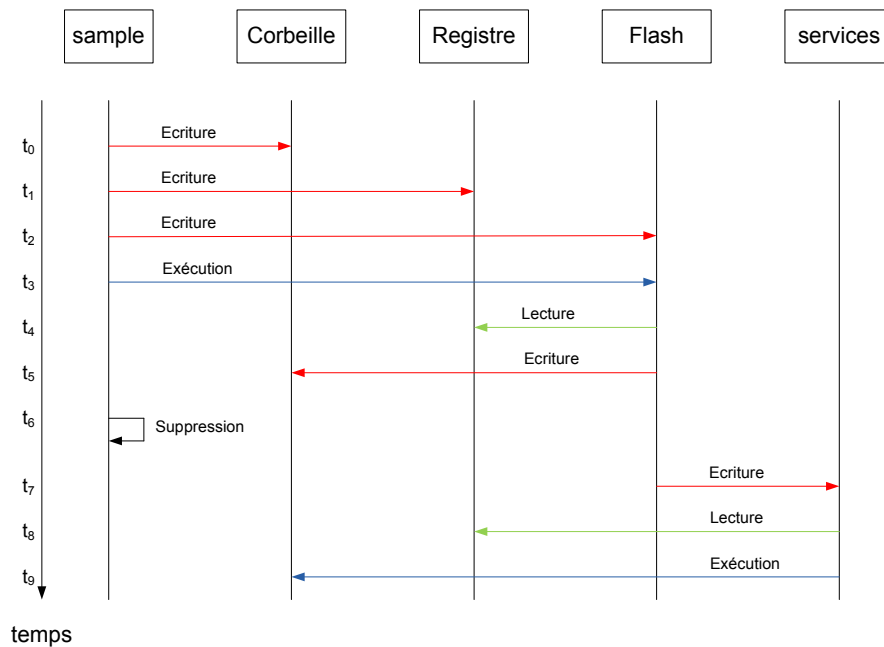 sample
Corbeille
Registre
Flash
services
t0
Ecriture
t1
Ecriture
t2
Ecriture
t3
Exécution
t4
Lecture
t5
Ecriture
t6
Suppression
t7
Ecriture
t8
Lecture
t9
Exécution
temps